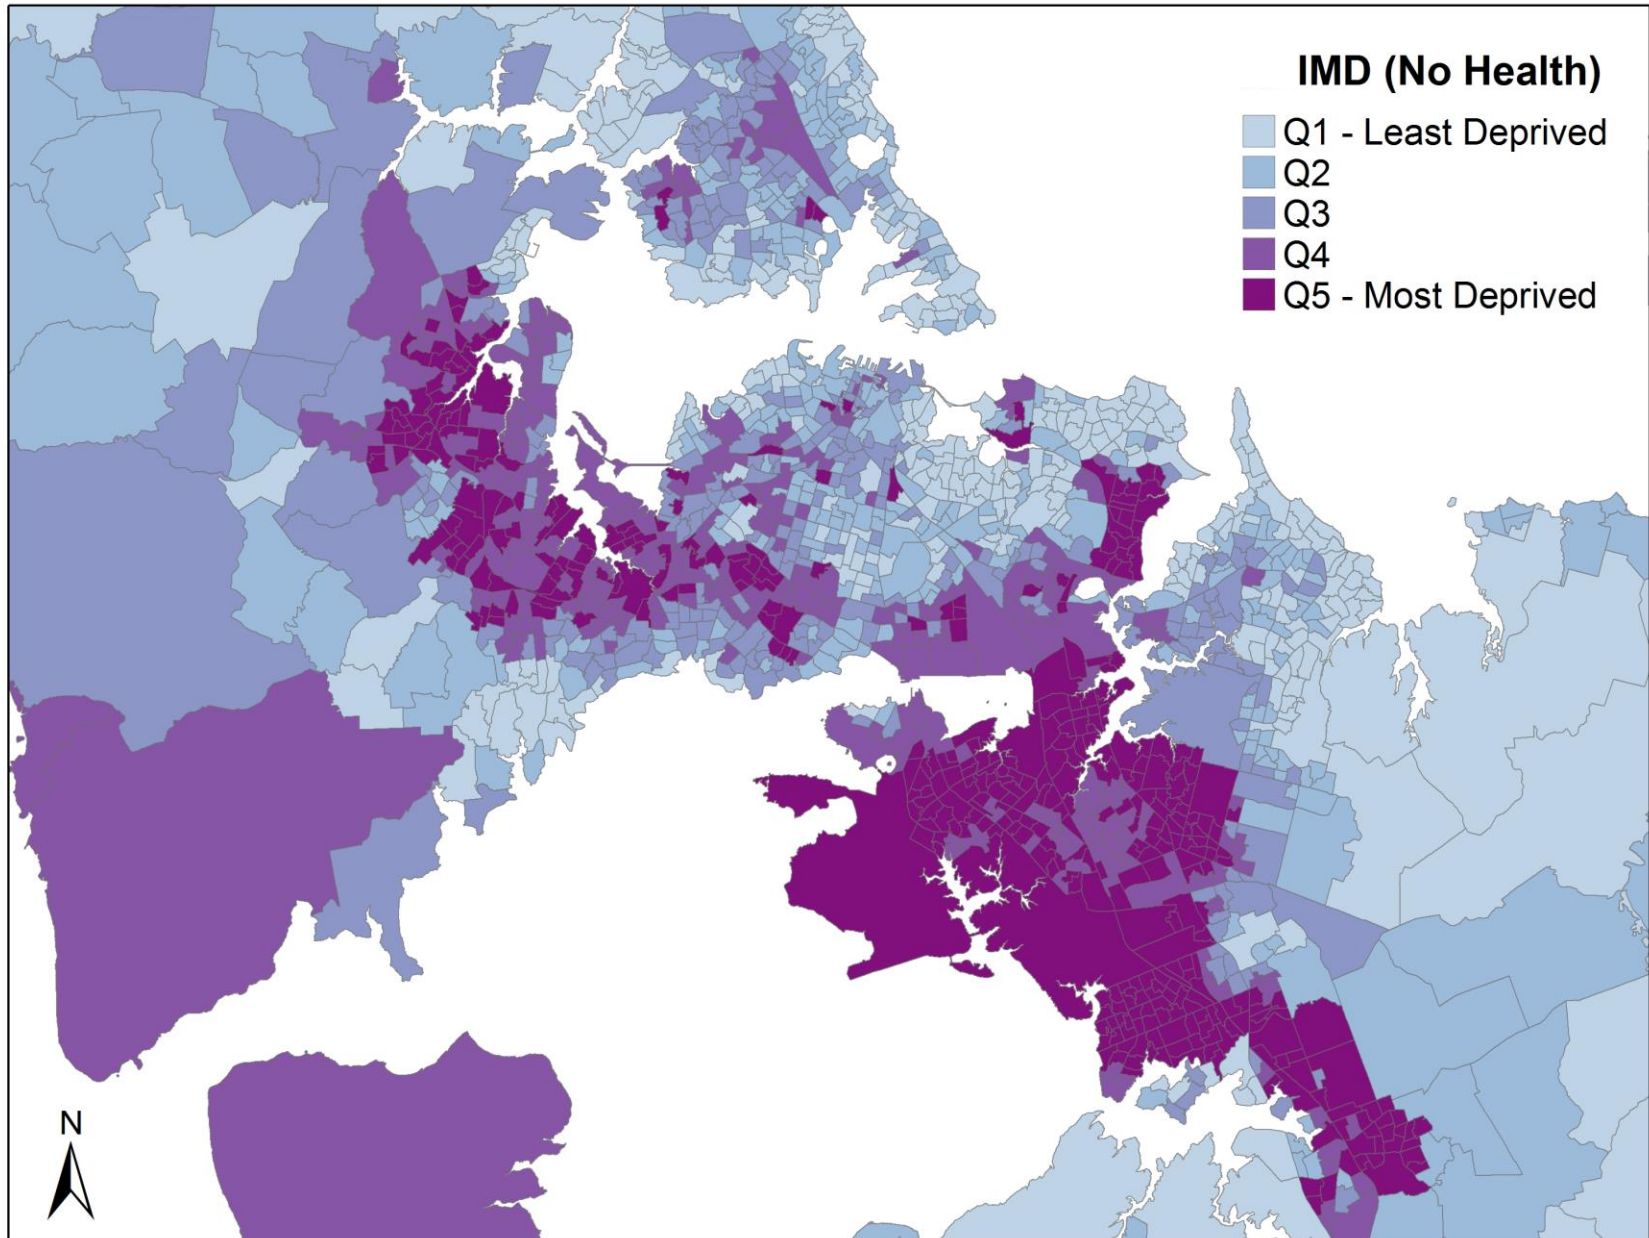 IMD (No Health)
Q1 - Least Deprived
Q2
Q3
Q4
Q5 - Most Deprived
N